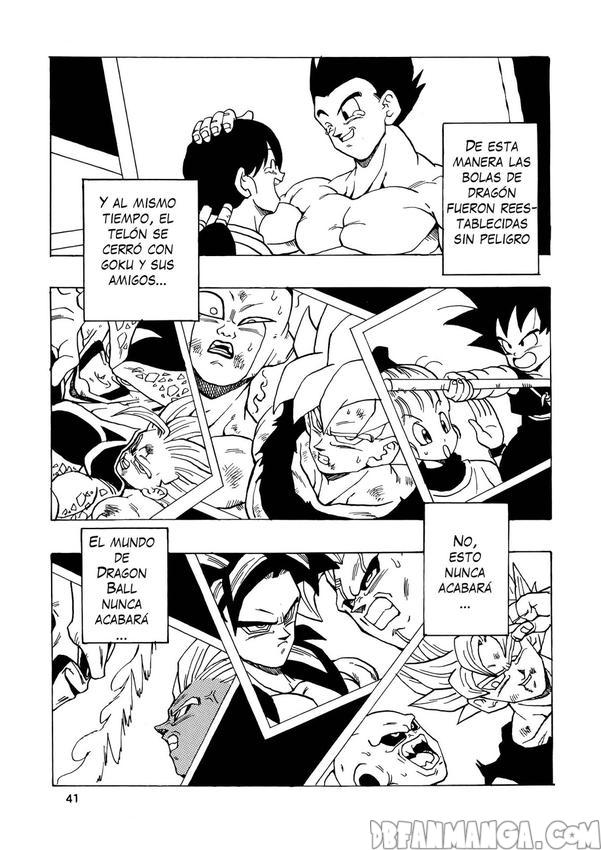 DE ESTA
MANERA LAS
BOLAS DE
DRAGÓN
FUERON REES-
TABLECIDAS
SIN PELIGRO
Y AL MISMO
TIEMPO, EL
TELÓN SE
CERRÓ CON
GOKU Y SUS
AMIGOS...
NO,
ESTO
NUNCA
ACABARÁ
...
EL MUNDO
DE
DRAGON
BALL
NUNCA
ACABARÁ
...
41
DBFANMANGA.COM